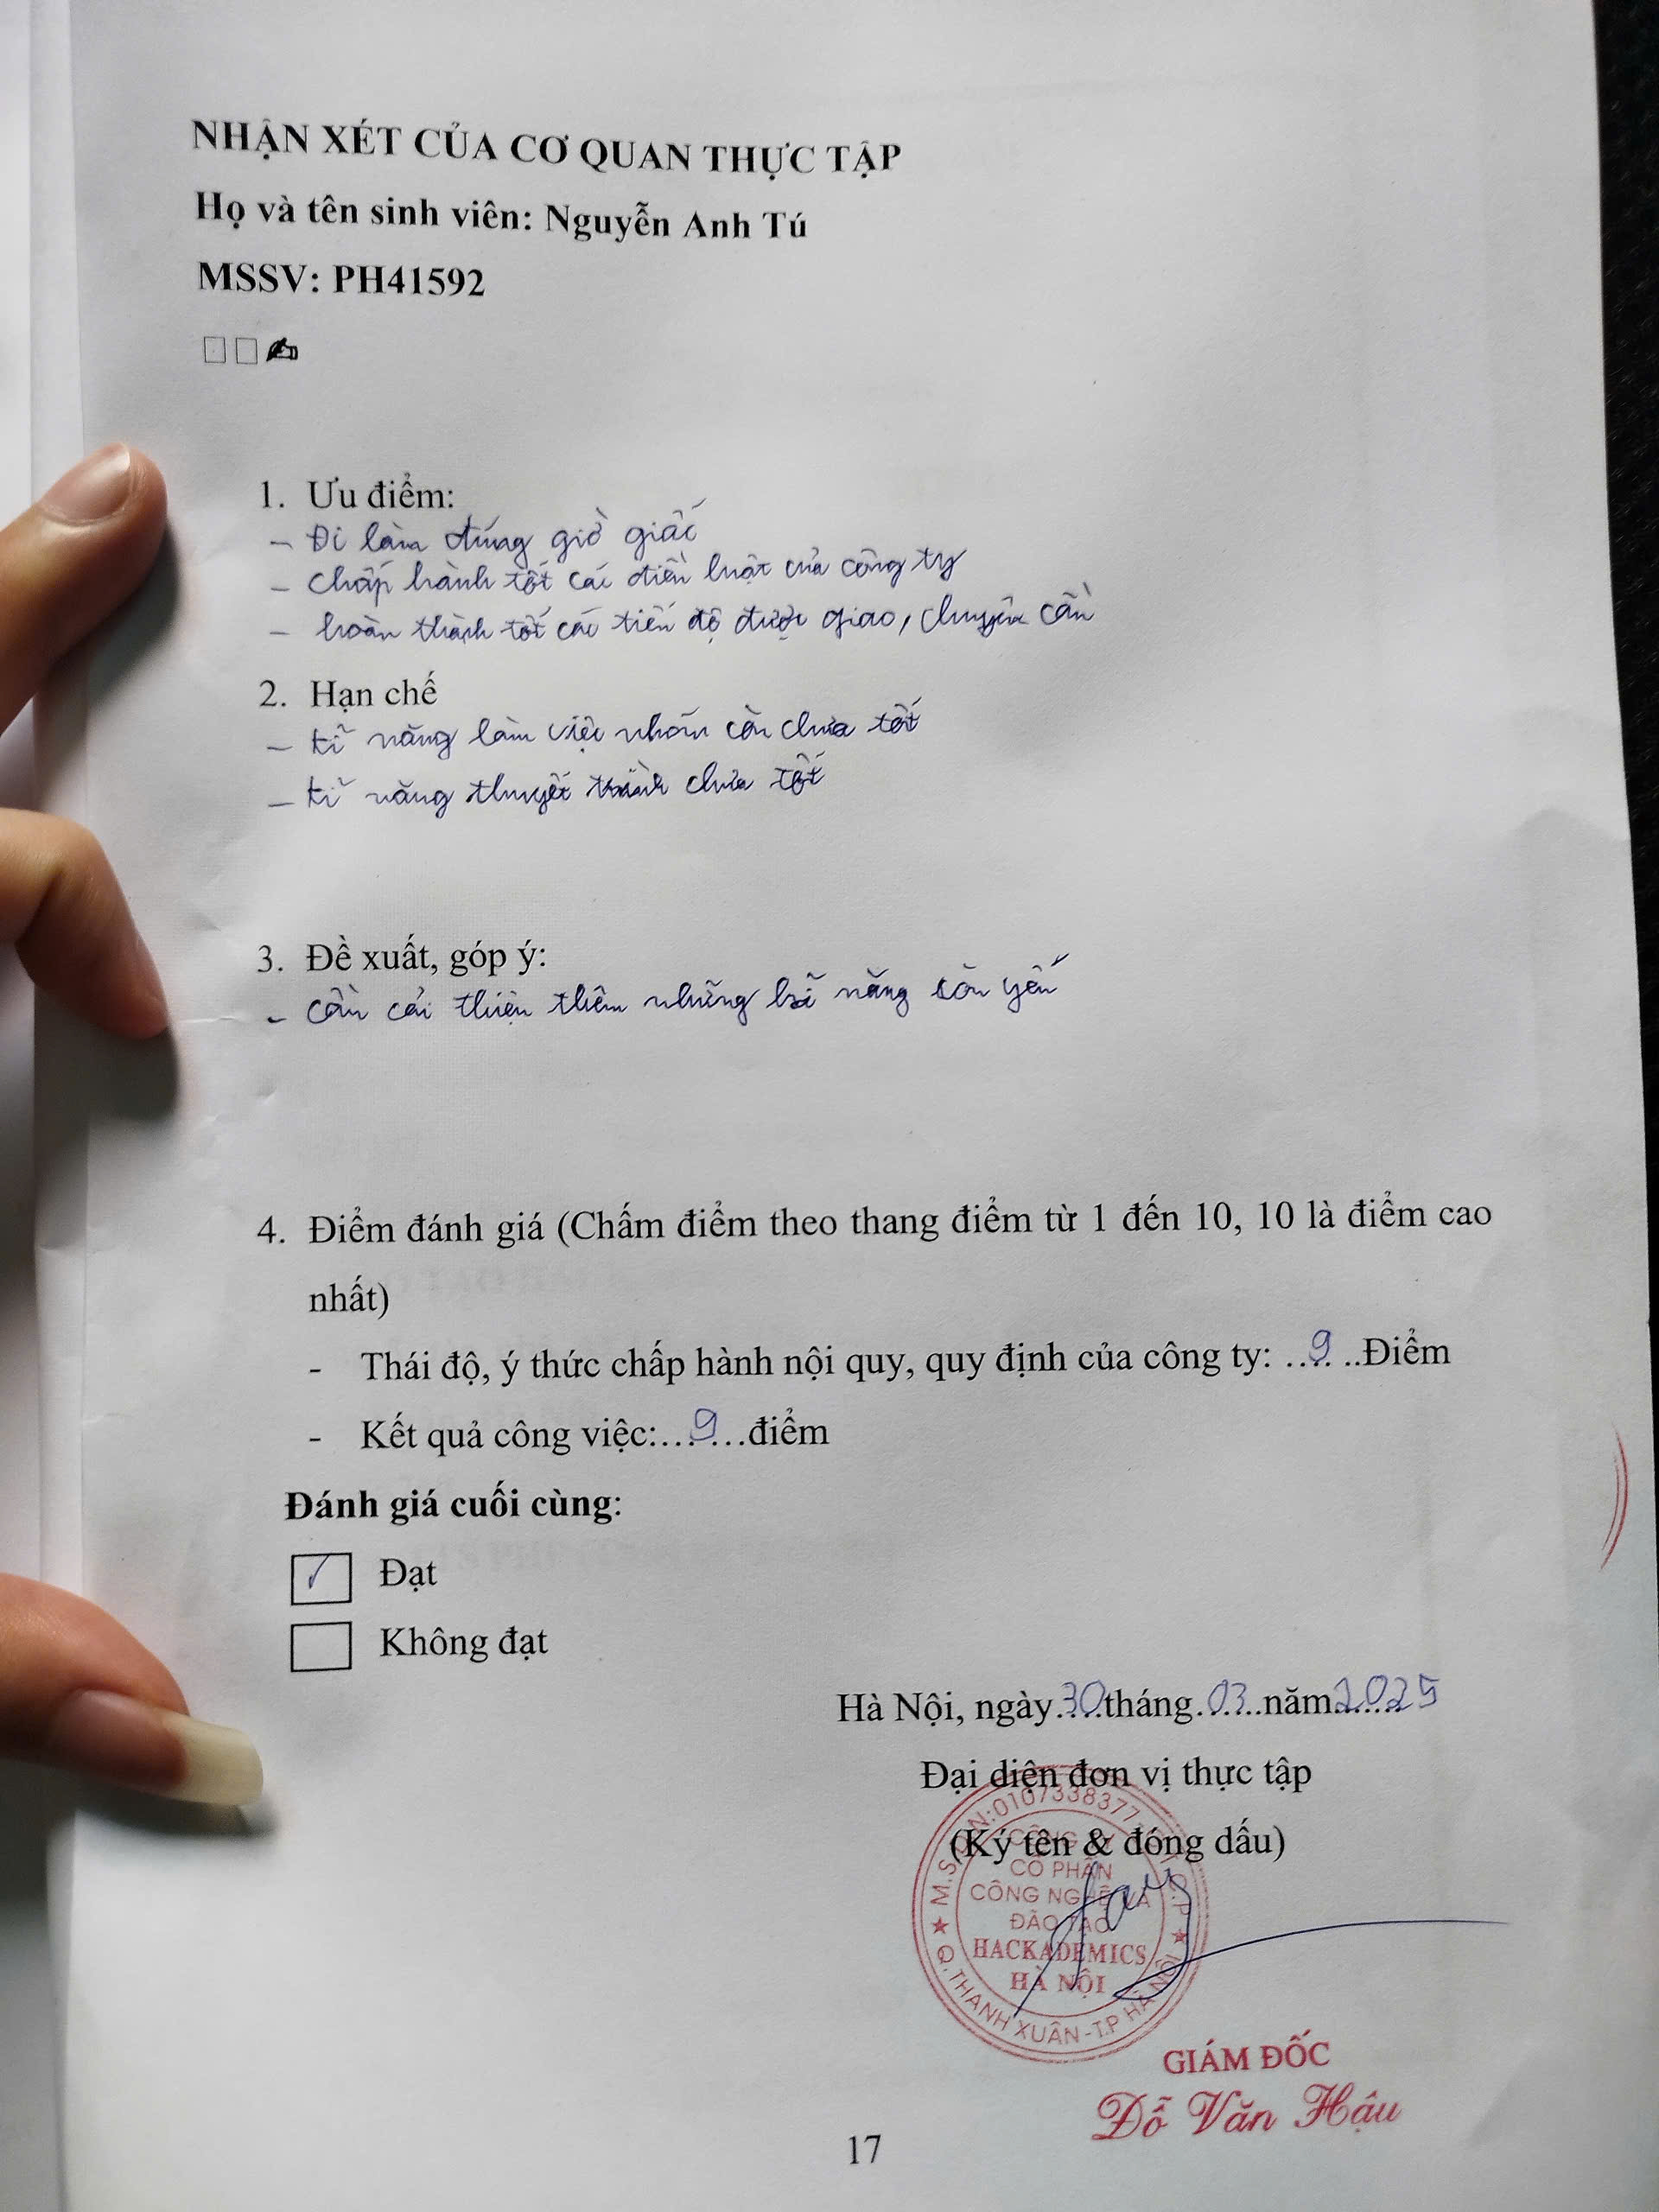 NHẬN XÉT CỦA CƠ QUAN THỰC TẬP
Họ và tên sinh viên: Nguyễn Anh Tú
MSSV: PH41592
1. Ưu điểm:
- Đi làm đúng giờ giấc
- chấp hành tốt các điều luật của công ty
- hoàn thành tốt các tiến độ được giao, chuyên cần
2. Hạn chế
- kĩ năng làm việc nhóm còn chưa tốt
- kĩ năng thuyết trình chưa tốt
3. Đề xuất, góp ý:
- cần cải thiện thêm những kĩ năng còn yếu
4. Điểm đánh giá (Chấm điểm theo thang điểm từ 1 đến 10, 10 là điểm cao
nhất)
- Thái độ, ý thức chấp hành nội quy, quy định của công ty: ...9...Điểm
- Kết quả công việc:...9...điểm
Đánh giá cuối cùng:
✓ Đạt
Không đạt
Hà Nội, ngày 30 tháng 03 năm 2025
Đại diện đơn vị thực tập
(Ký tên & đóng dấu)
M.S.D.N:0107338377
C.P
CÔNG TY
CỔ PHẦN
CÔNG NGHỆ VÀ
ĐÀO TẠO
HACKADEMICS
HÀ NỘI
Q.THANH XUÂN-T.P HÀ NỘI
GIÁM ĐỐC
Đỗ Văn Hậu
17